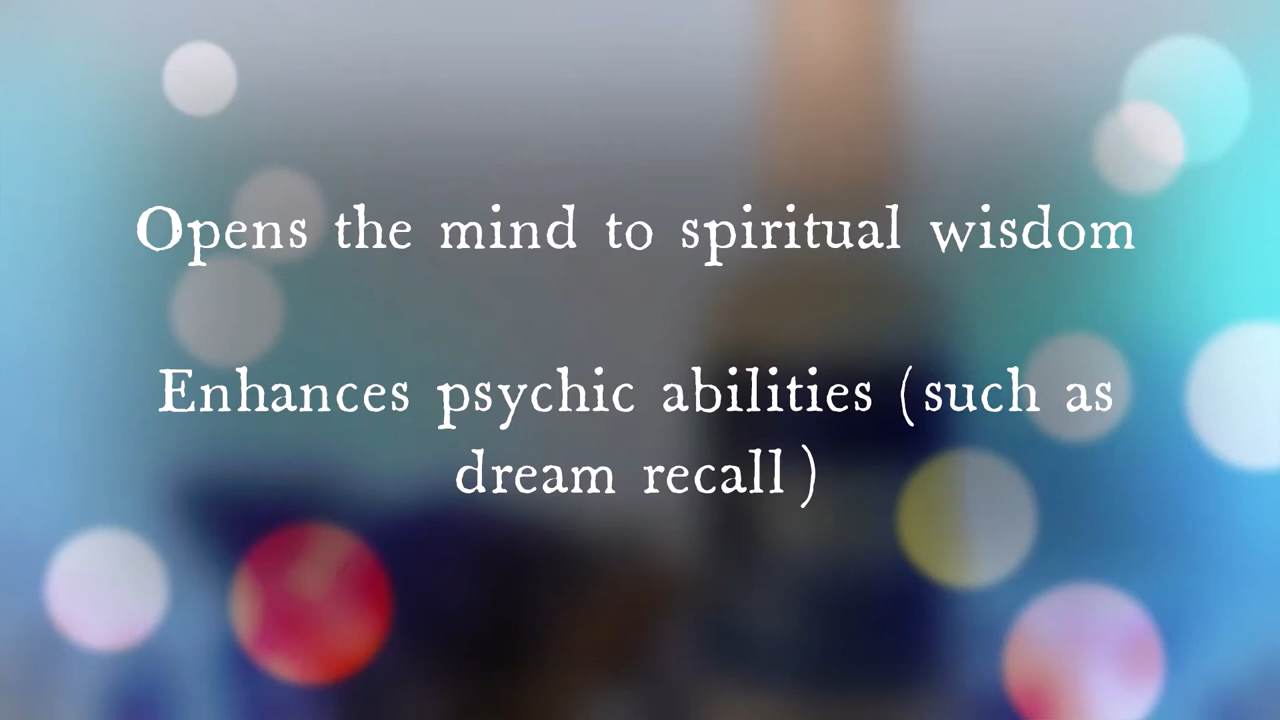 Opens the mind to spiritual wisdom
Enhances psychic abilities (such as
dream recall)